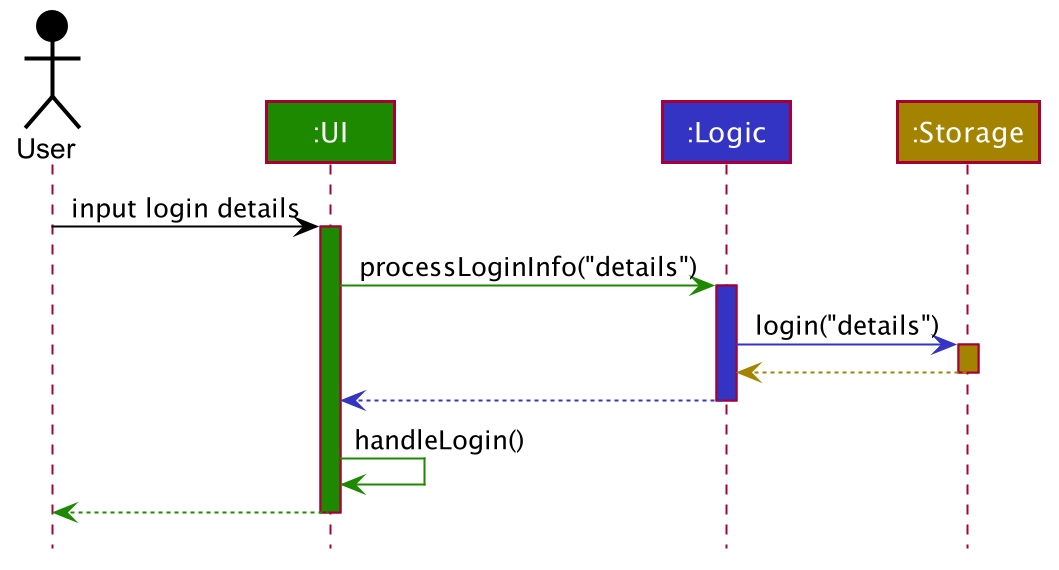 User
:UI
:Logic
:Storage
input login details
processLoginInfo("details")
login("details")
handleLogin()